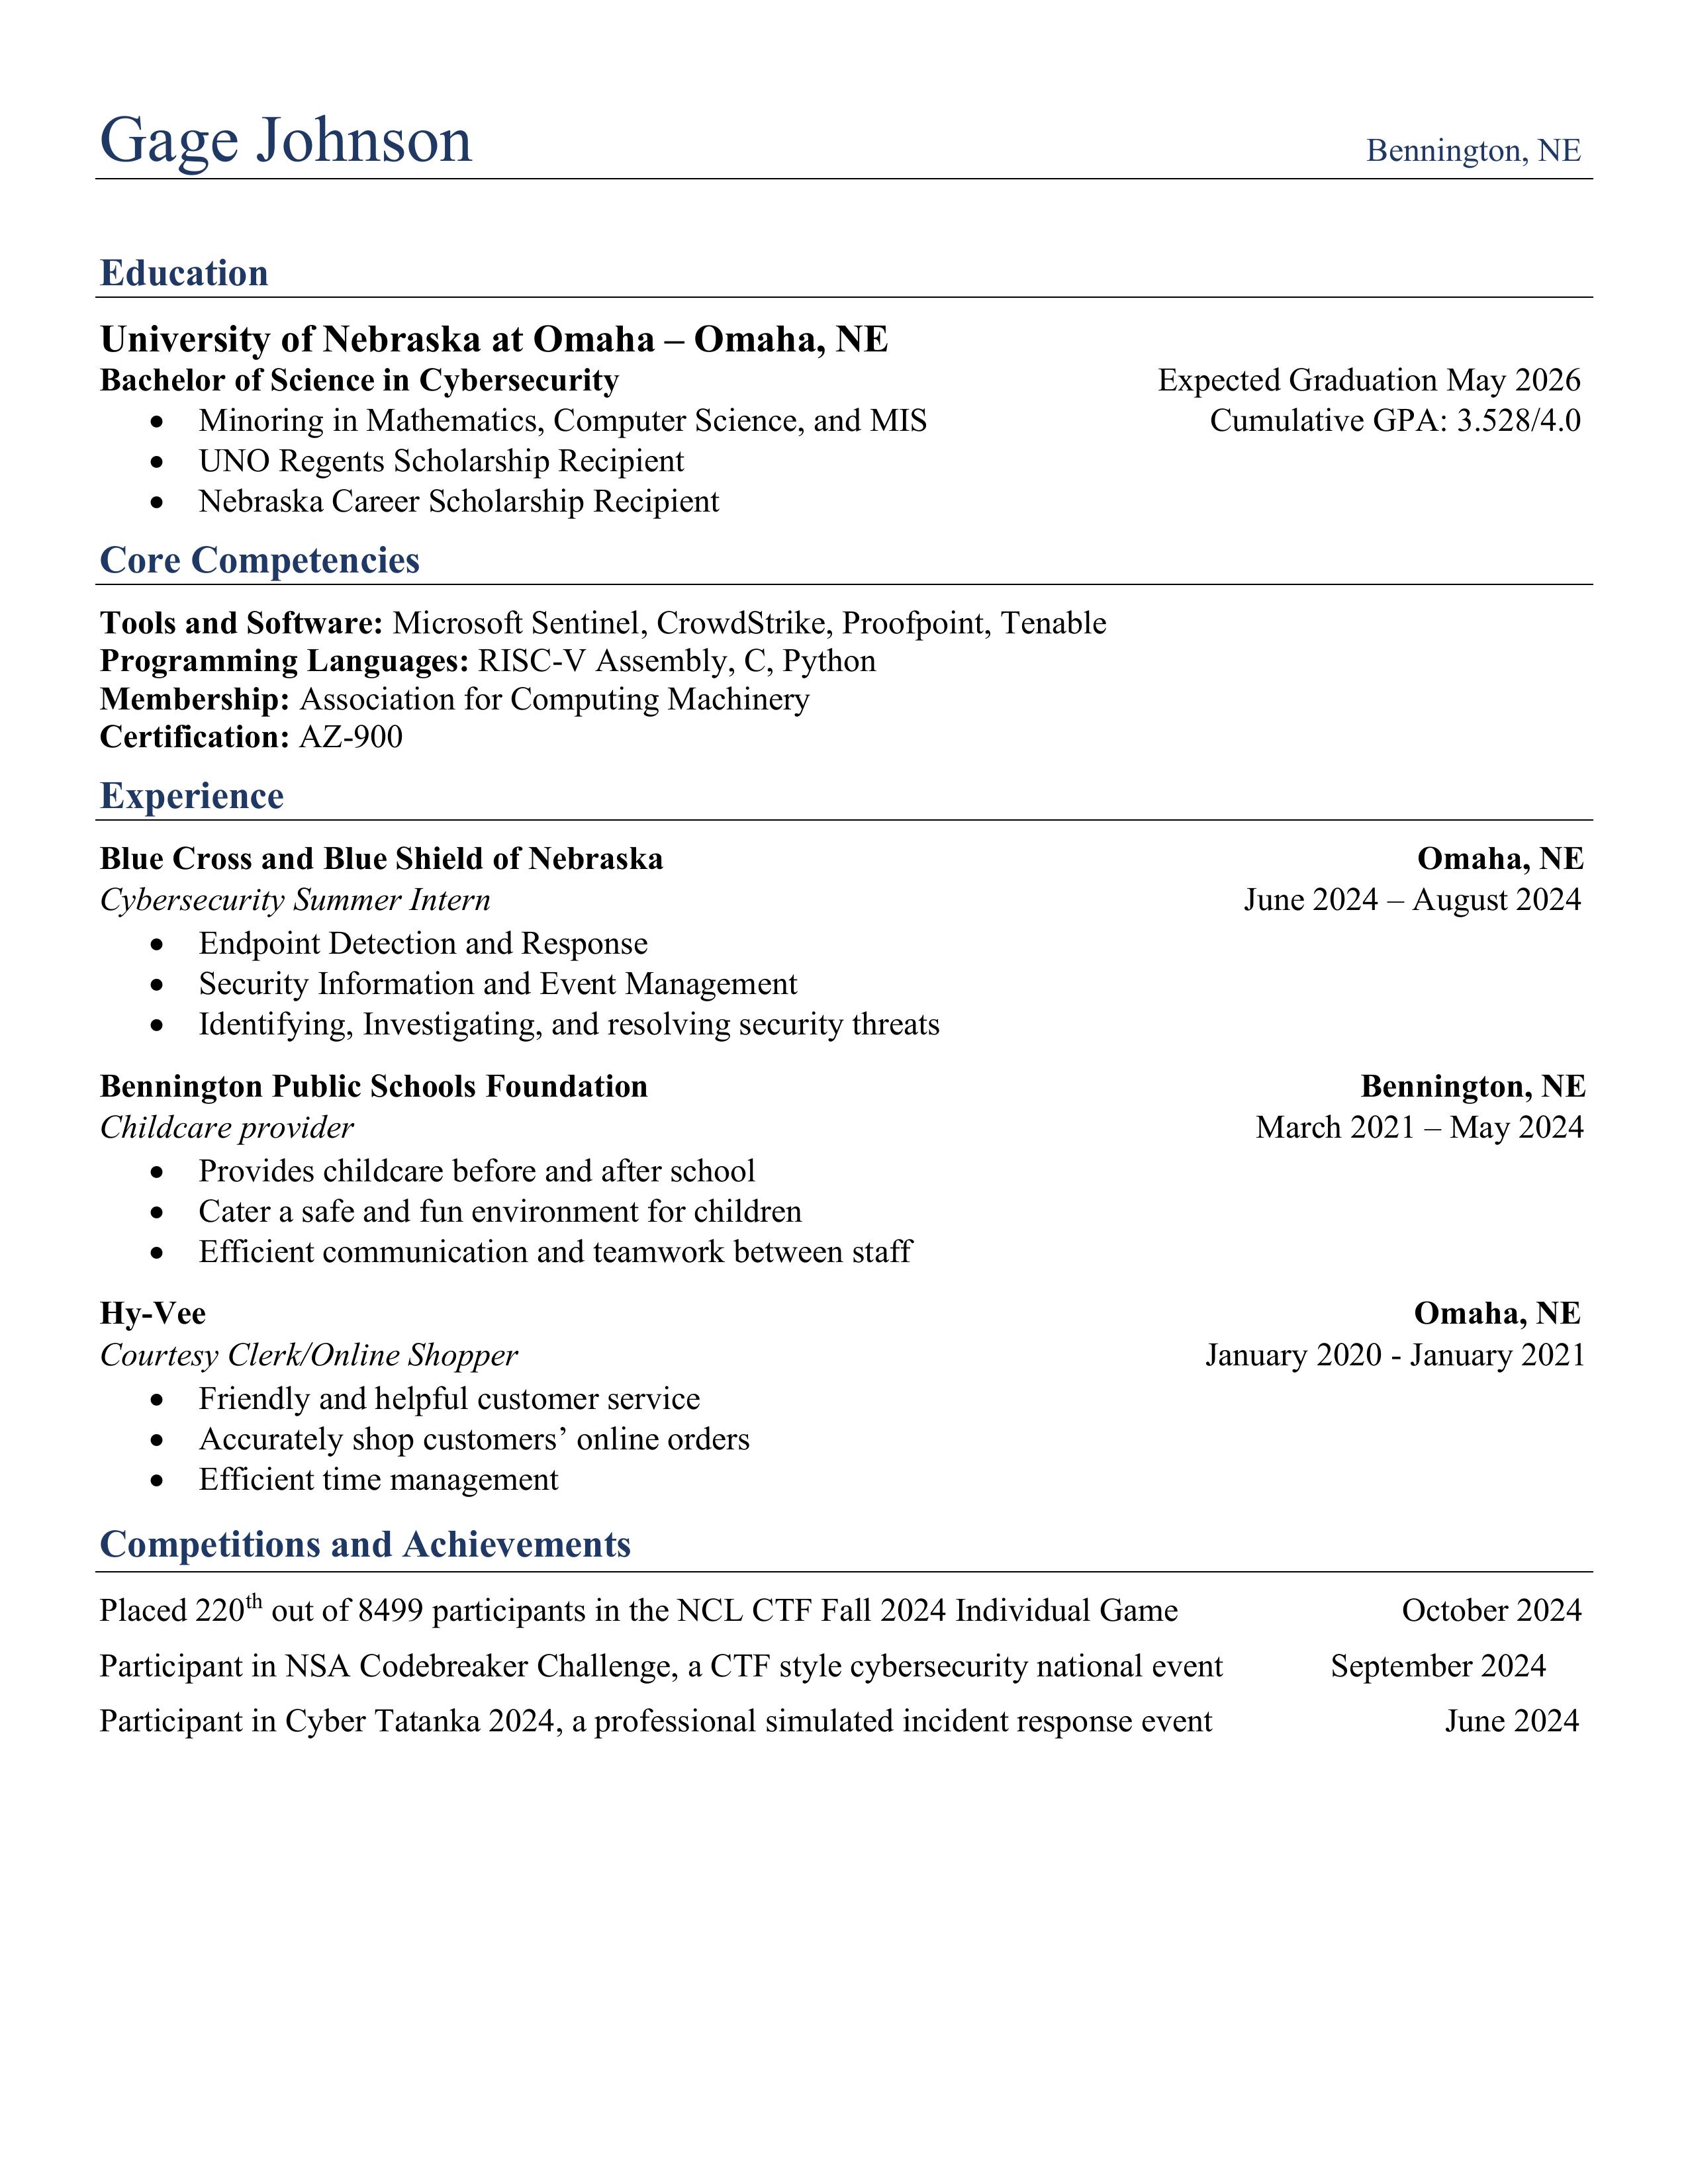 Gage Johnson Bennington, NE
Education
University of Nebraska at Omaha – Omaha, NE
Bachelor of Science in Cybersecurity Expected Graduation May 2026
• Minoring in Mathematics, Computer Science, and MIS Cumulative GPA: 3.528/4.0
• UNO Regents Scholarship Recipient
• Nebraska Career Scholarship Recipient
Core Competencies
Tools and Software: Microsoft Sentinel, CrowdStrike, Proofpoint, Tenable
Programming Languages: RISC-V Assembly, C, Python
Membership: Association for Computing Machinery
Certification: AZ-900
Experience
Blue Cross and Blue Shield of Nebraska Omaha, NE
Cybersecurity Summer Intern June 2024 – August 2024
• Endpoint Detection and Response
• Security Information and Event Management
• Identifying, Investigating, and resolving security threats
Bennington Public Schools Foundation Bennington, NE
Childcare provider March 2021 – May 2024
• Provides childcare before and after school
• Cater a safe and fun environment for children
• Efficient communication and teamwork between staff
Hy-Vee Omaha, NE
Courtesy Clerk/Online Shopper January 2020 - January 2021
• Friendly and helpful customer service
• Accurately shop customers’ online orders
• Efficient time management
Competitions and Achievements
Placed 220th out of 8499 participants in the NCL CTF Fall 2024 Individual Game October 2024
Participant in NSA Codebreaker Challenge, a CTF style cybersecurity national event September 2024
Participant in Cyber Tatanka 2024, a professional simulated incident response event June 2024